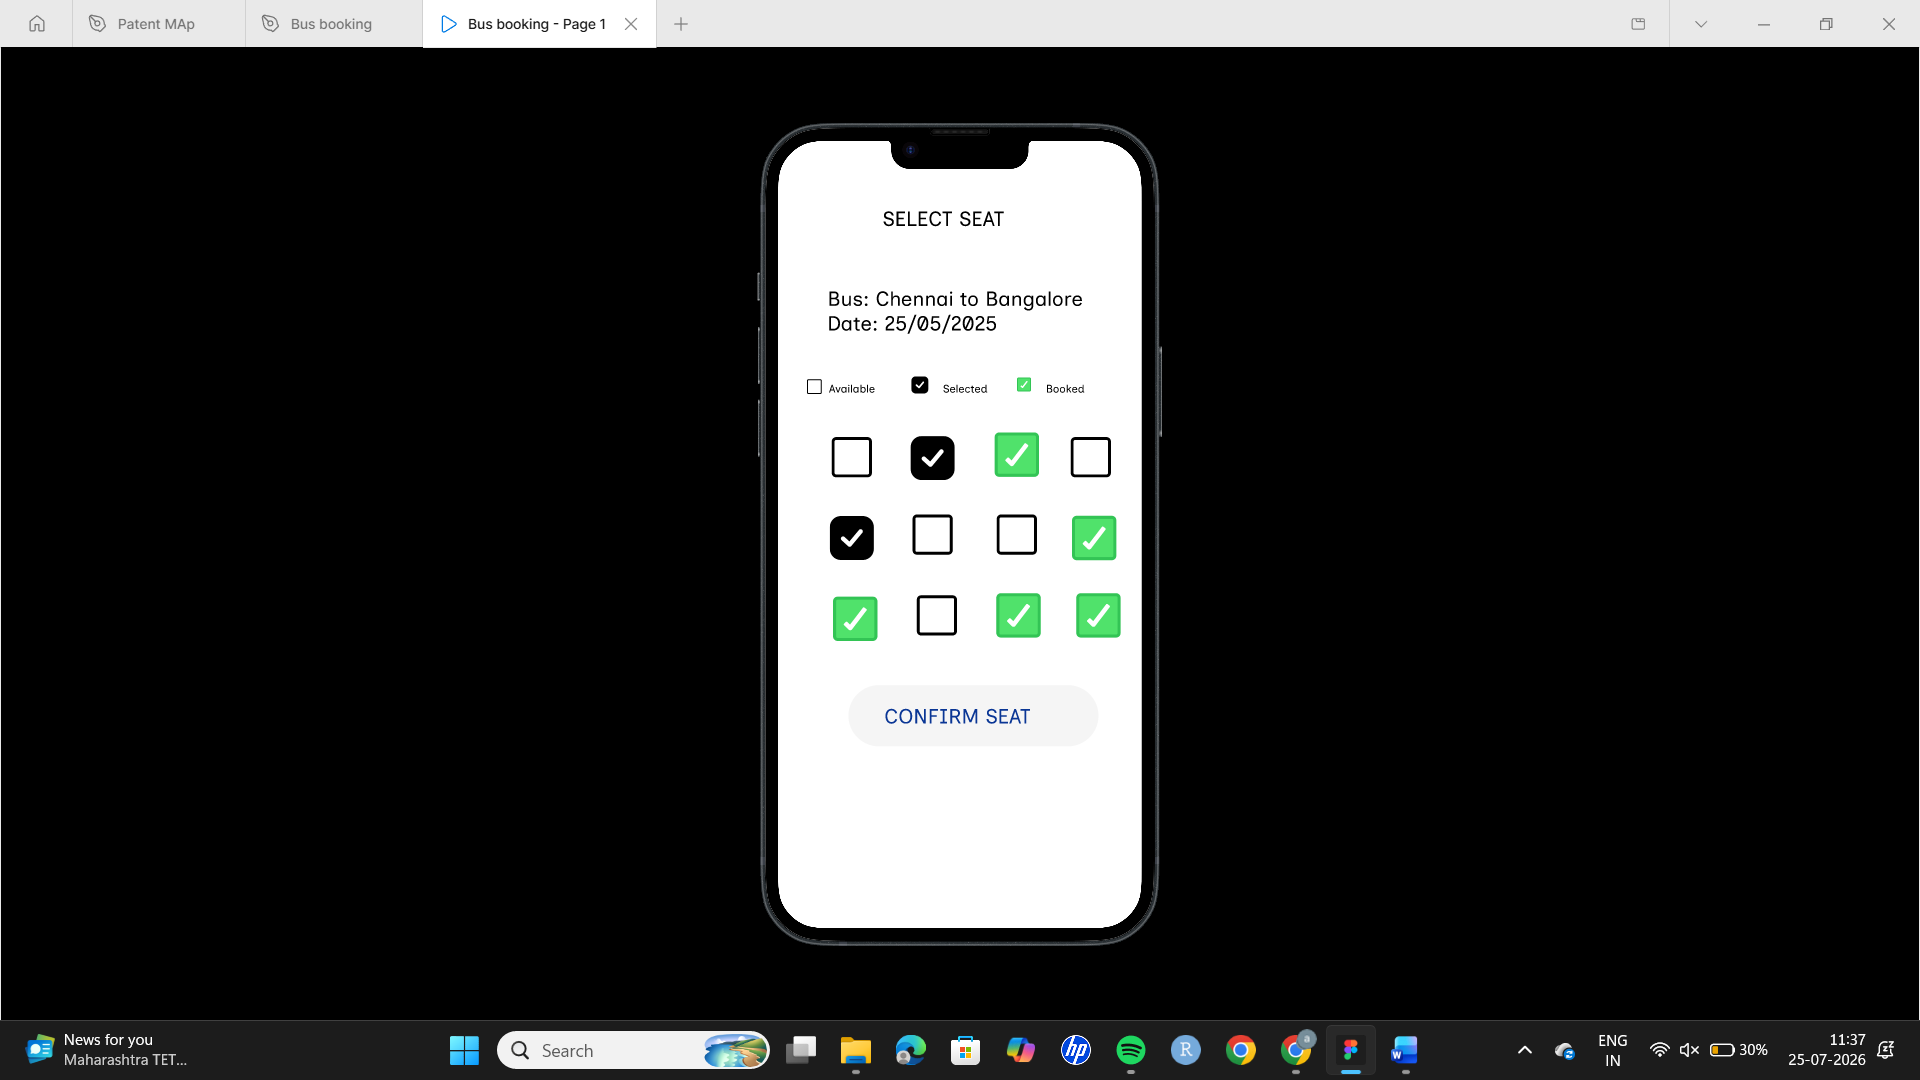 Patent MAp
Bus booking
Bus booking - Page 1
SELECT SEAT
Bus: Chennai to Bangalore
Date: 25/05/2025
Available
Selected
Booked
CONFIRM SEAT
News for you
Maharashtra TET...
Search
hp
R
a
W
ENG
IN
30%
11:37
25-07-2026